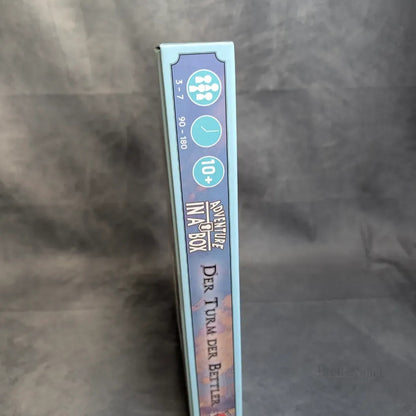 3 - 7
90 - 180
10+
ADVENTURE
IN A BOX
DER TURM DER BETTLER